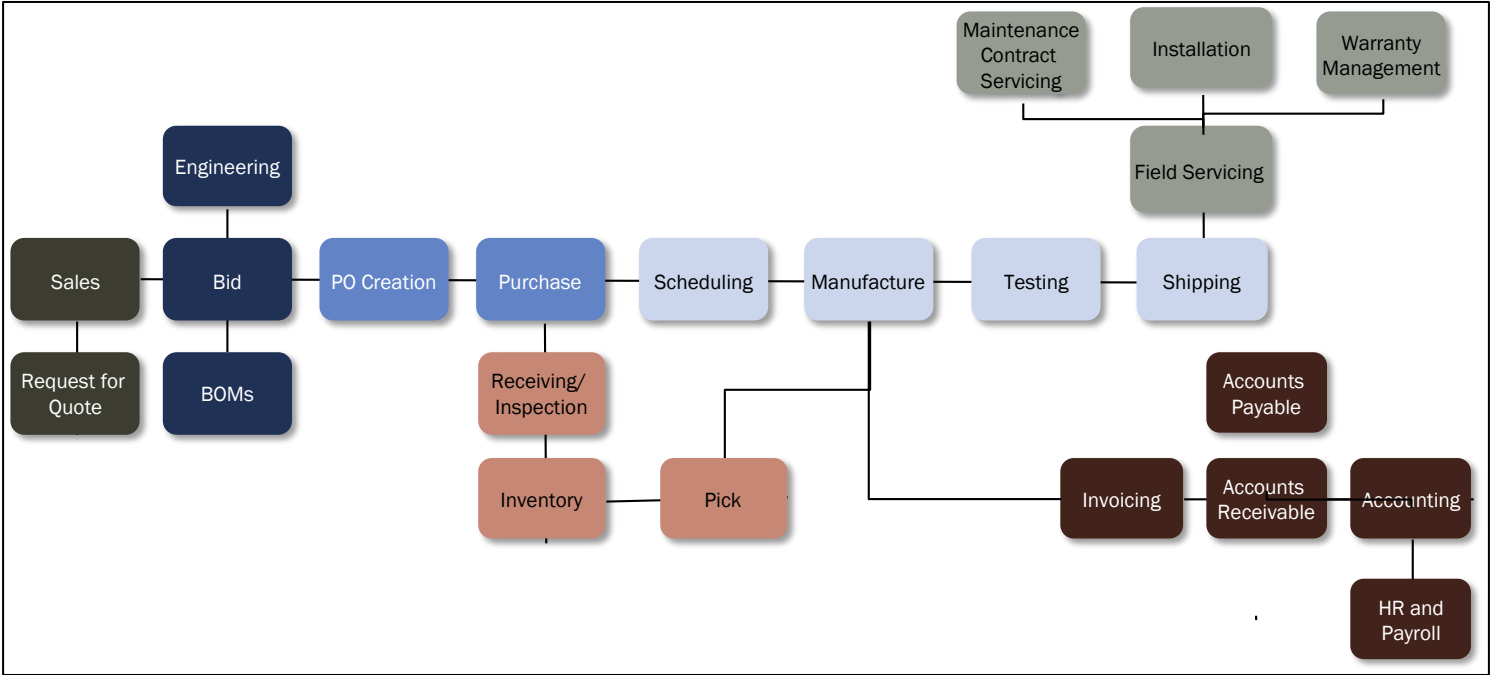 Maintenance
Contract
Servicing
Installation
Warranty
Management
Engineering
Field Servicing
Sales
Bid
PO Creation
Purchase
Scheduling
Manufacture
Testing
Shipping
Request for
Quote
BOMs
Receiving/
Inspection
Accounts
Payable
Inventory
Pick
Invoicing
Accounts
Receivable
Accounting
HR and
Payroll